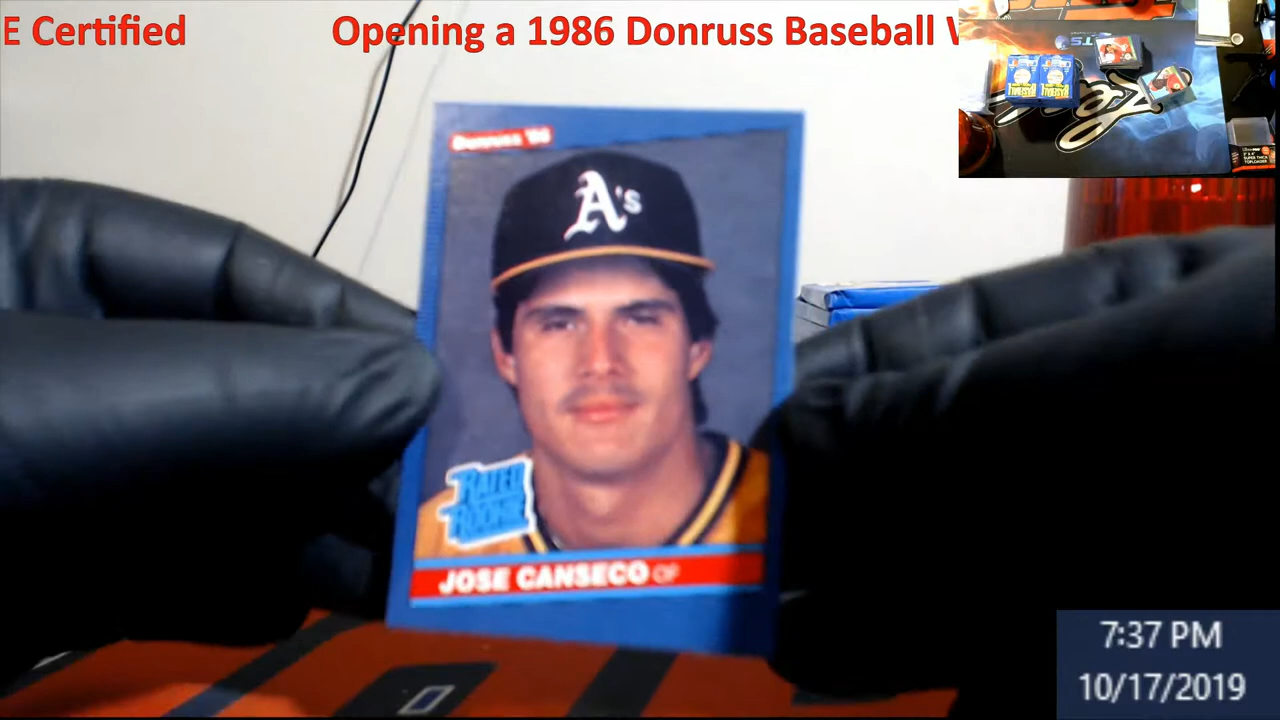 E Certified
Opening a 1986 Donruss Baseball
Donruss '86
A's
RATED
ROOKIE
JOSE CANSECO OF
7:37 PM
10/17/2019